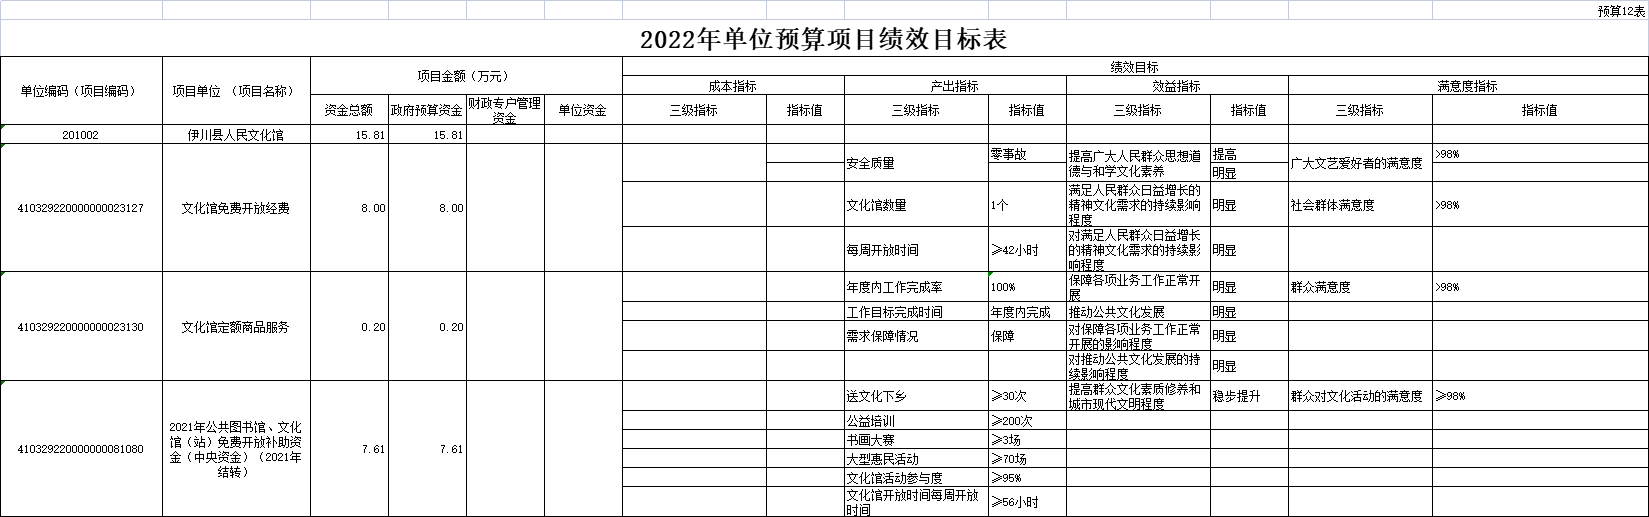 预算12表
2022年单位预算项目绩效目标表
单位编码（项目编码）
项目单位 （项目名称）
项目金额（万元）
绩效目标
成本指标
产出指标
效益指标
满意度指标
资金总额
政府预算资金
财政专户管理
资金
单位资金
三级指标
指标值
三级指标
指标值
三级指标
指标值
三级指标
指标值
201002
伊川县人民文化馆
15.81
15.81
410329220000000023127
文化馆免费开放经费
8.00
8.00
安全质量
零事故
提高广大人民群众思想道
德与和学文化素养
提高
明显
广大文艺爱好者的满意度
>98%
文化馆数量
1个
满足人民群众日益增长的
精神文化需求的持续影响
程度
明显
社会群体满意度
>98%
每周开放时间
≥42小时
对满足人民群众日益增长
的精神文化需求的持续影
响程度
明显
410329220000000023130
文化馆定额商品服务
0.20
0.20
年度内工作完成率
100%
保障各项业务工作正常开
展
明显
群众满意度
>98%
工作目标完成时间
年度内完成
推动公共文化发展
明显
需求保障情况
保障
对保障各项业务工作正常
开展的影响程度
明显
对推动公共文化发展的持
续影响程度
明显
410329220000000081080
2021年公共图书馆、文化
馆（站）免费开放补助资
金（中央资金）（2021年
结转）
7.61
7.61
送文化下乡
≥30次
提高群众文化素质修养和
城市现代文明程度
稳步提升
群众对文化活动的满意度
≥98%
公益培训
≥200次
书画大赛
≥3场
大型惠民活动
≥70场
文化馆活动参与度
≥95%
文化馆开放时间每周开放
时间
≥56小时